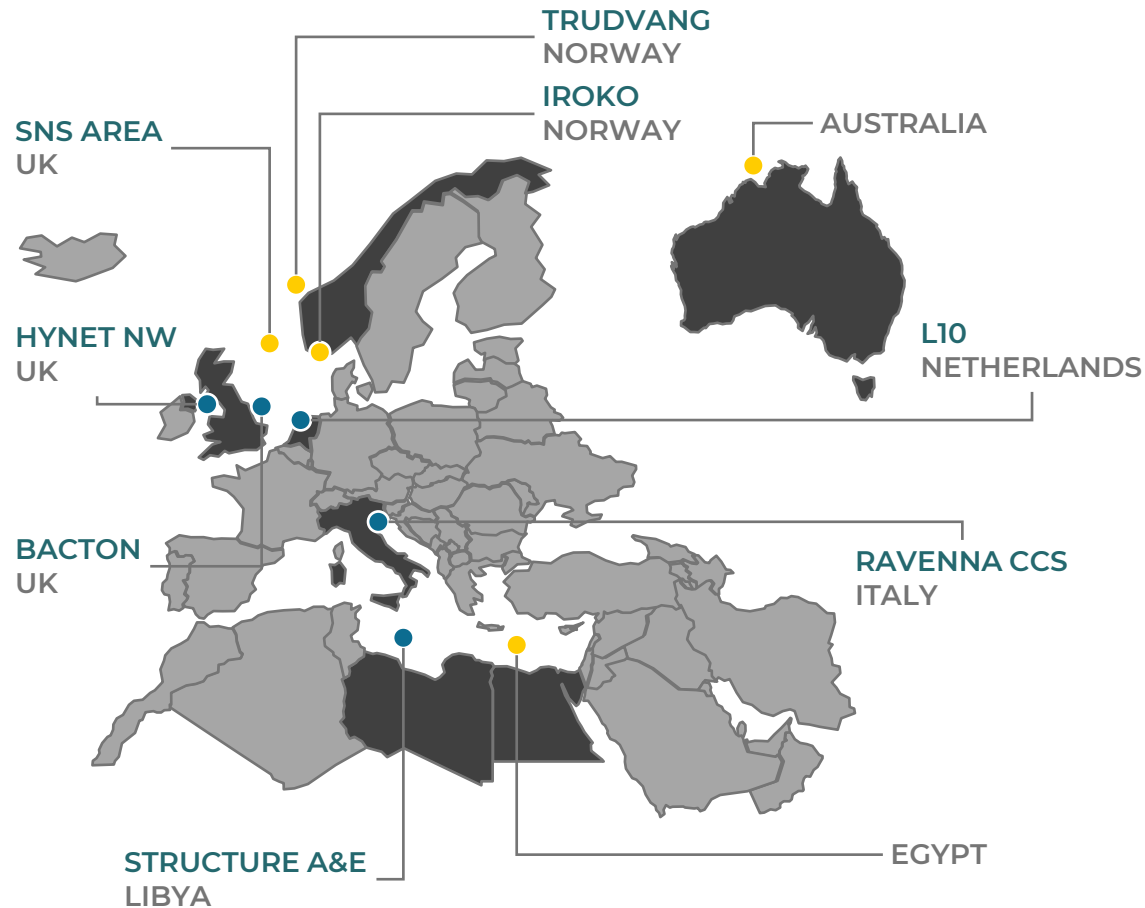 TRUDVANG
NORWAY
IROKO
NORWAY
SNS AREA
UK
AUSTRALIA
HYNET NW
UK
L10
NETHERLANDS
BACTON
UK
RAVENNA CCS
ITALY
STRUCTURE A&E
LIBYA
EGYPT